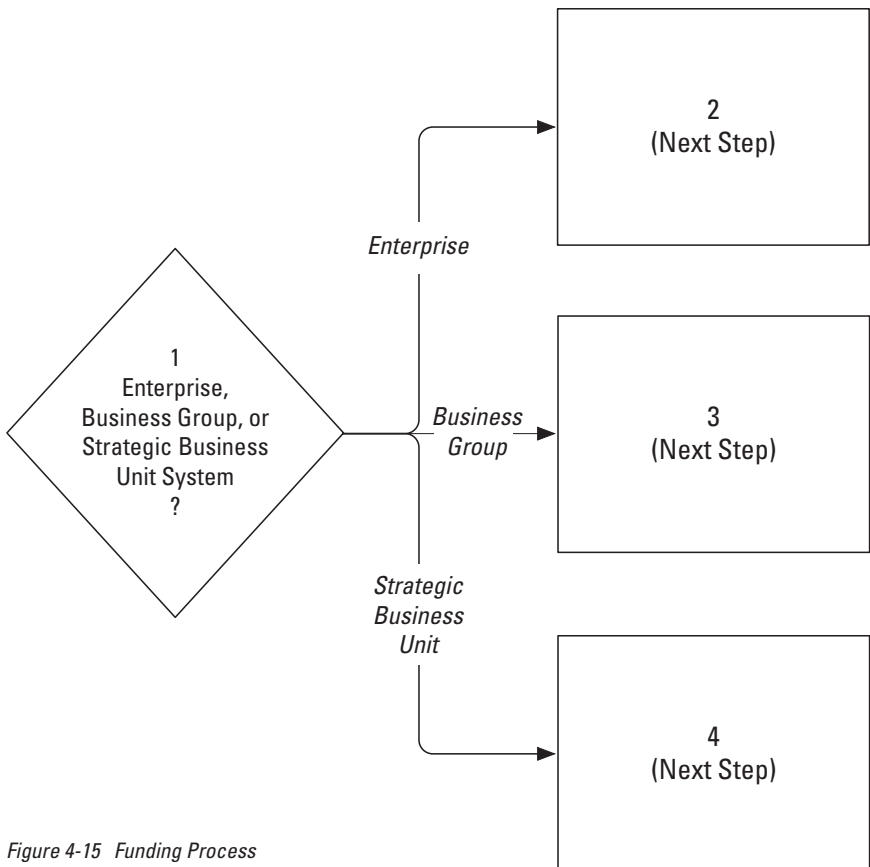 1
Enterprise,
Business Group, or
Strategic Business
Unit System
?
Enterprise
2
(Next Step)
Business
Group
3
(Next Step)
Strategic
Business
Unit
4
(Next Step)
Figure 4-15 Funding Process